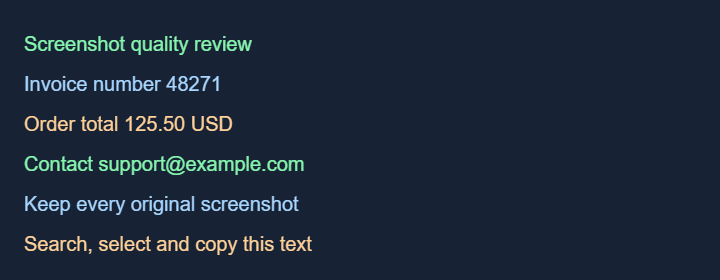 Screenshot quality review
Invoice number 48271
Order total 125.50 USD
Contact support@example.com
Keep every original screenshot
Search, select and copy this text